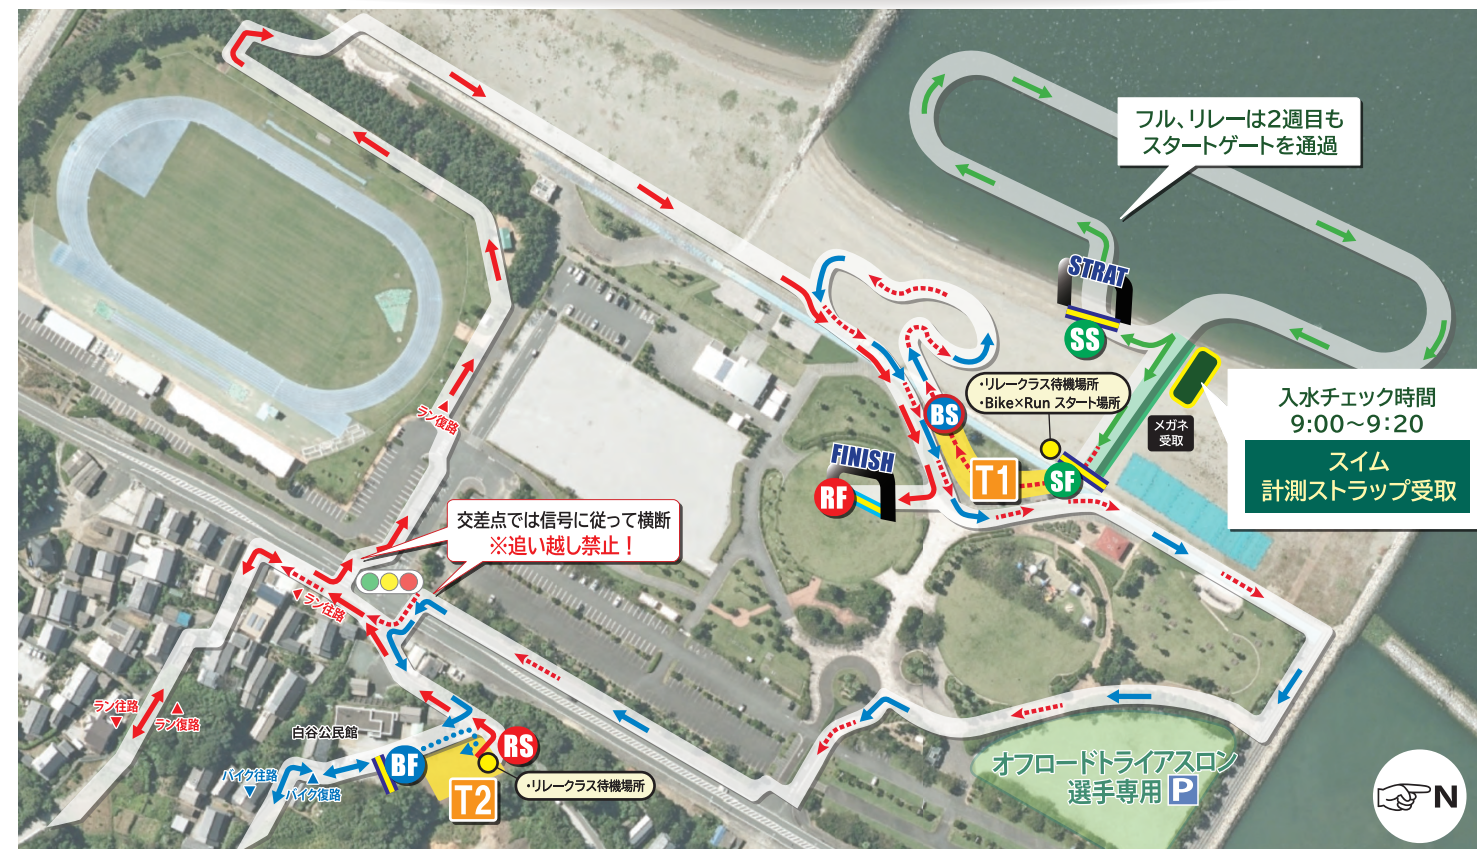 フル、リレーは2週目も
スタートゲートを通過
STRAT
SS
・リレークラス待機場所
・Bike×Run スタート場所
入水チェック時間
9:00～9:20
スイム
計測ストラップ受取
メガネ
受取
BS
ラン復路
FINISH
RF
T1
SF
交差点では信号に従って横断
※追い越し禁止！
ラン往路
ラン往路
ラン復路
白谷公民館
RS
BF
バイク往路
バイク復路
T2
・リレークラス待機場所
オフロードトライアスロン
選手専用 P
N